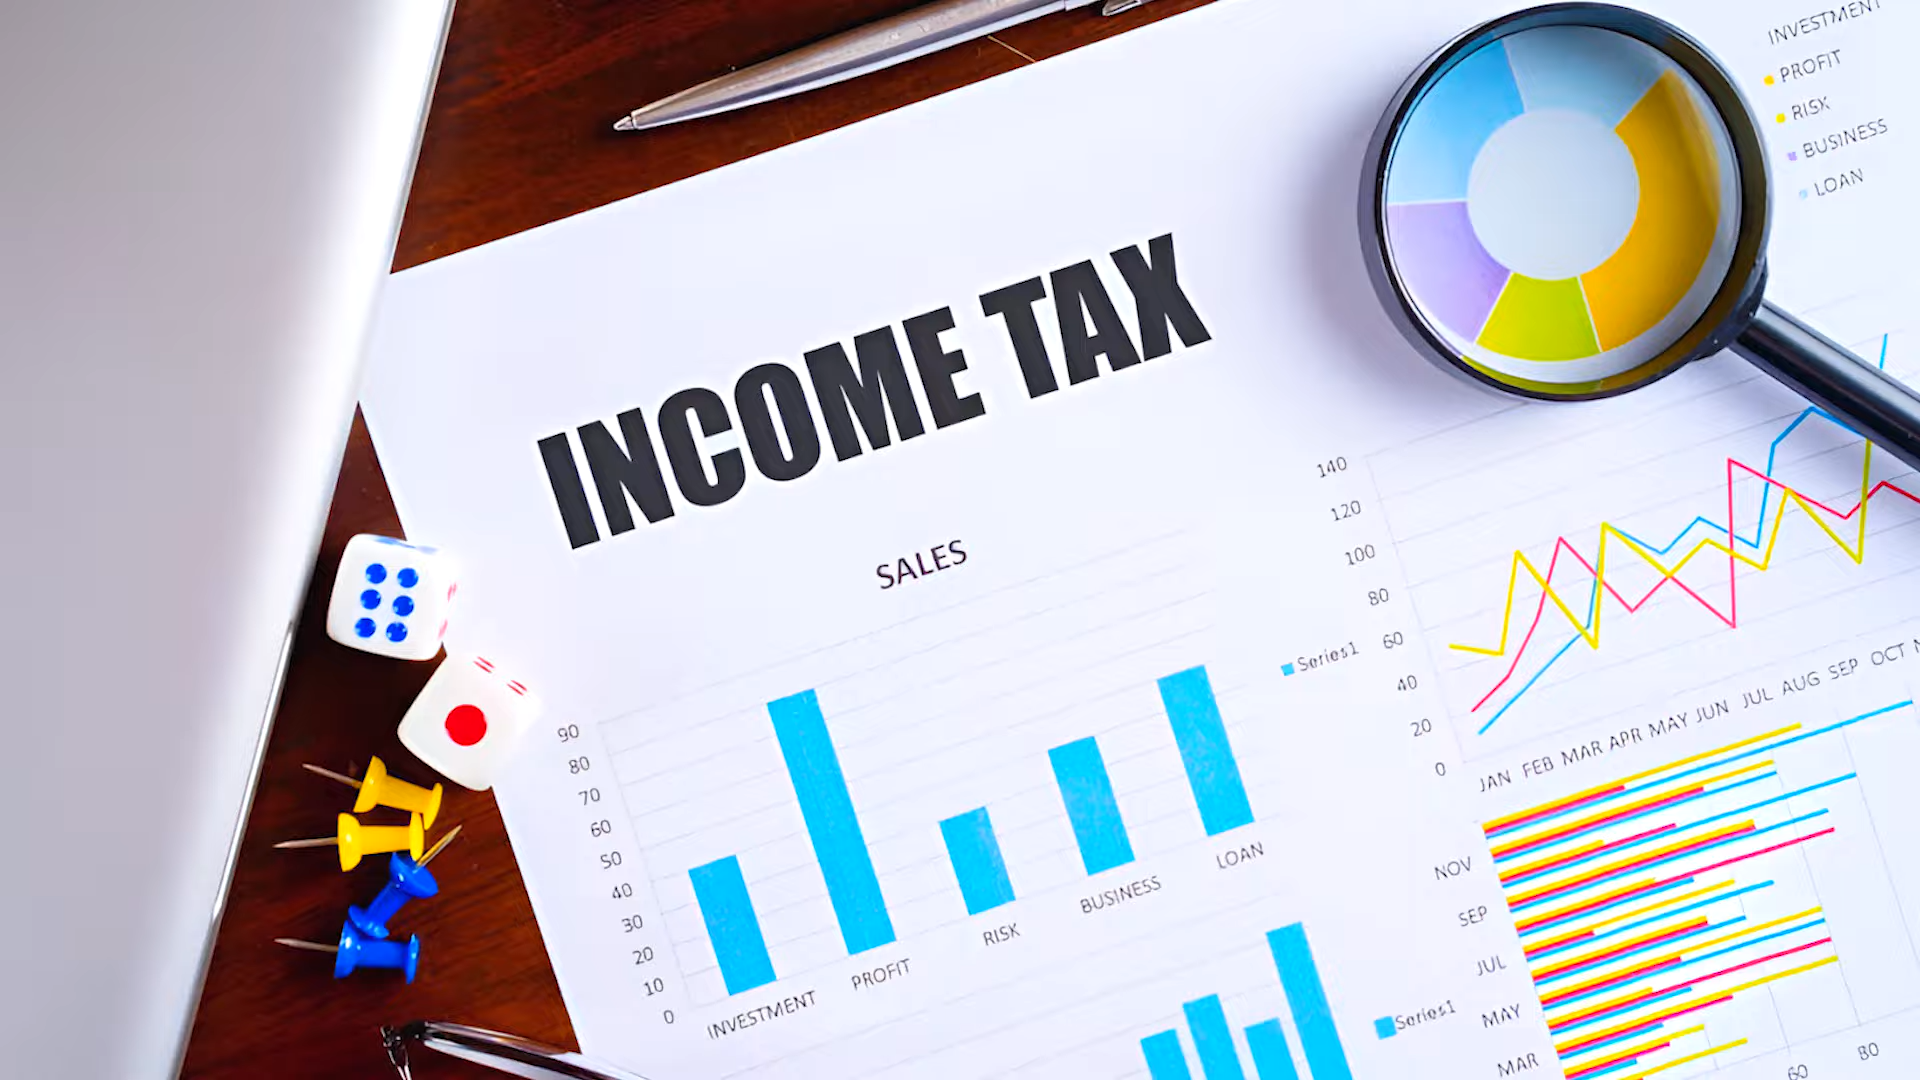 INCOME TAX
SALES
90
80
70
60
50
40
30
20
10
0
INVESTMENT
PROFIT
RISK
BUSINESS
LOAN
Series1
Series1
INVESTMENT
PROFIT
RISK
BUSINESS
LOAN
140
120
100
80
60
40
20
0
JAN FEB MAR APR MAY JUN JUL AUG SEP OCT
NOV
SEP
JUL
MAY
MAR
60
80